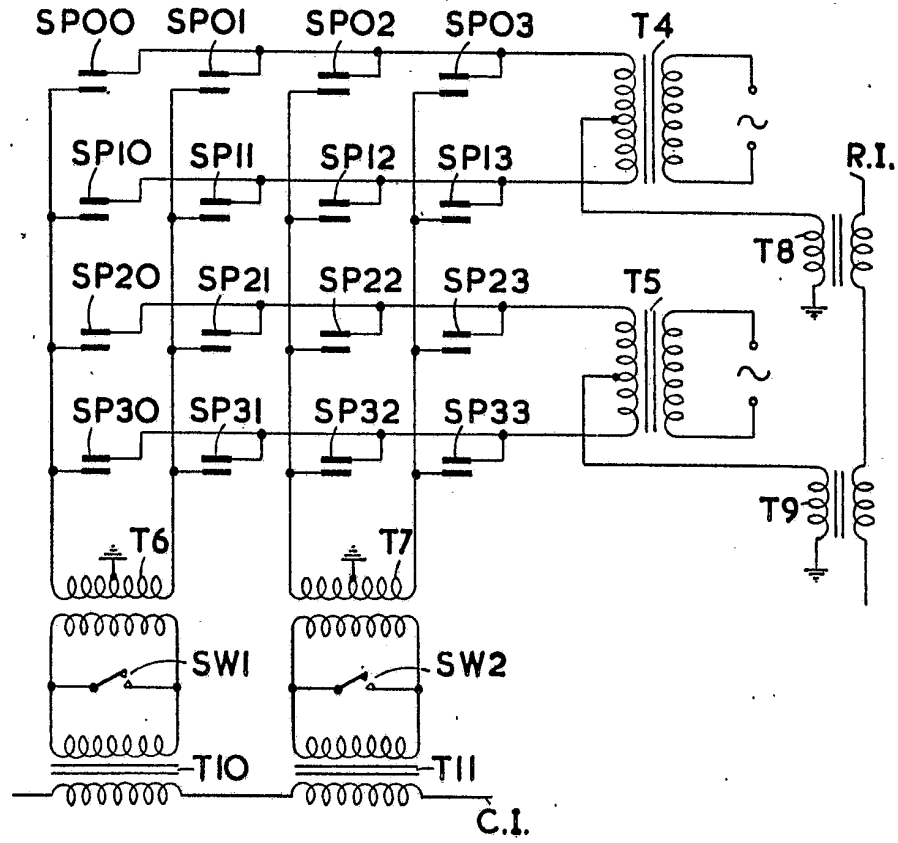 SP00 SP01 SP02 SP03 T4
SP10 SP11 SP12 SP13 R.I.
T8
SP20 SP21 SP22 SP23 T5
SP30 SP31 SP32 SP33
T9
T6 T7
SW1 SW2
T10 T11
C.I.